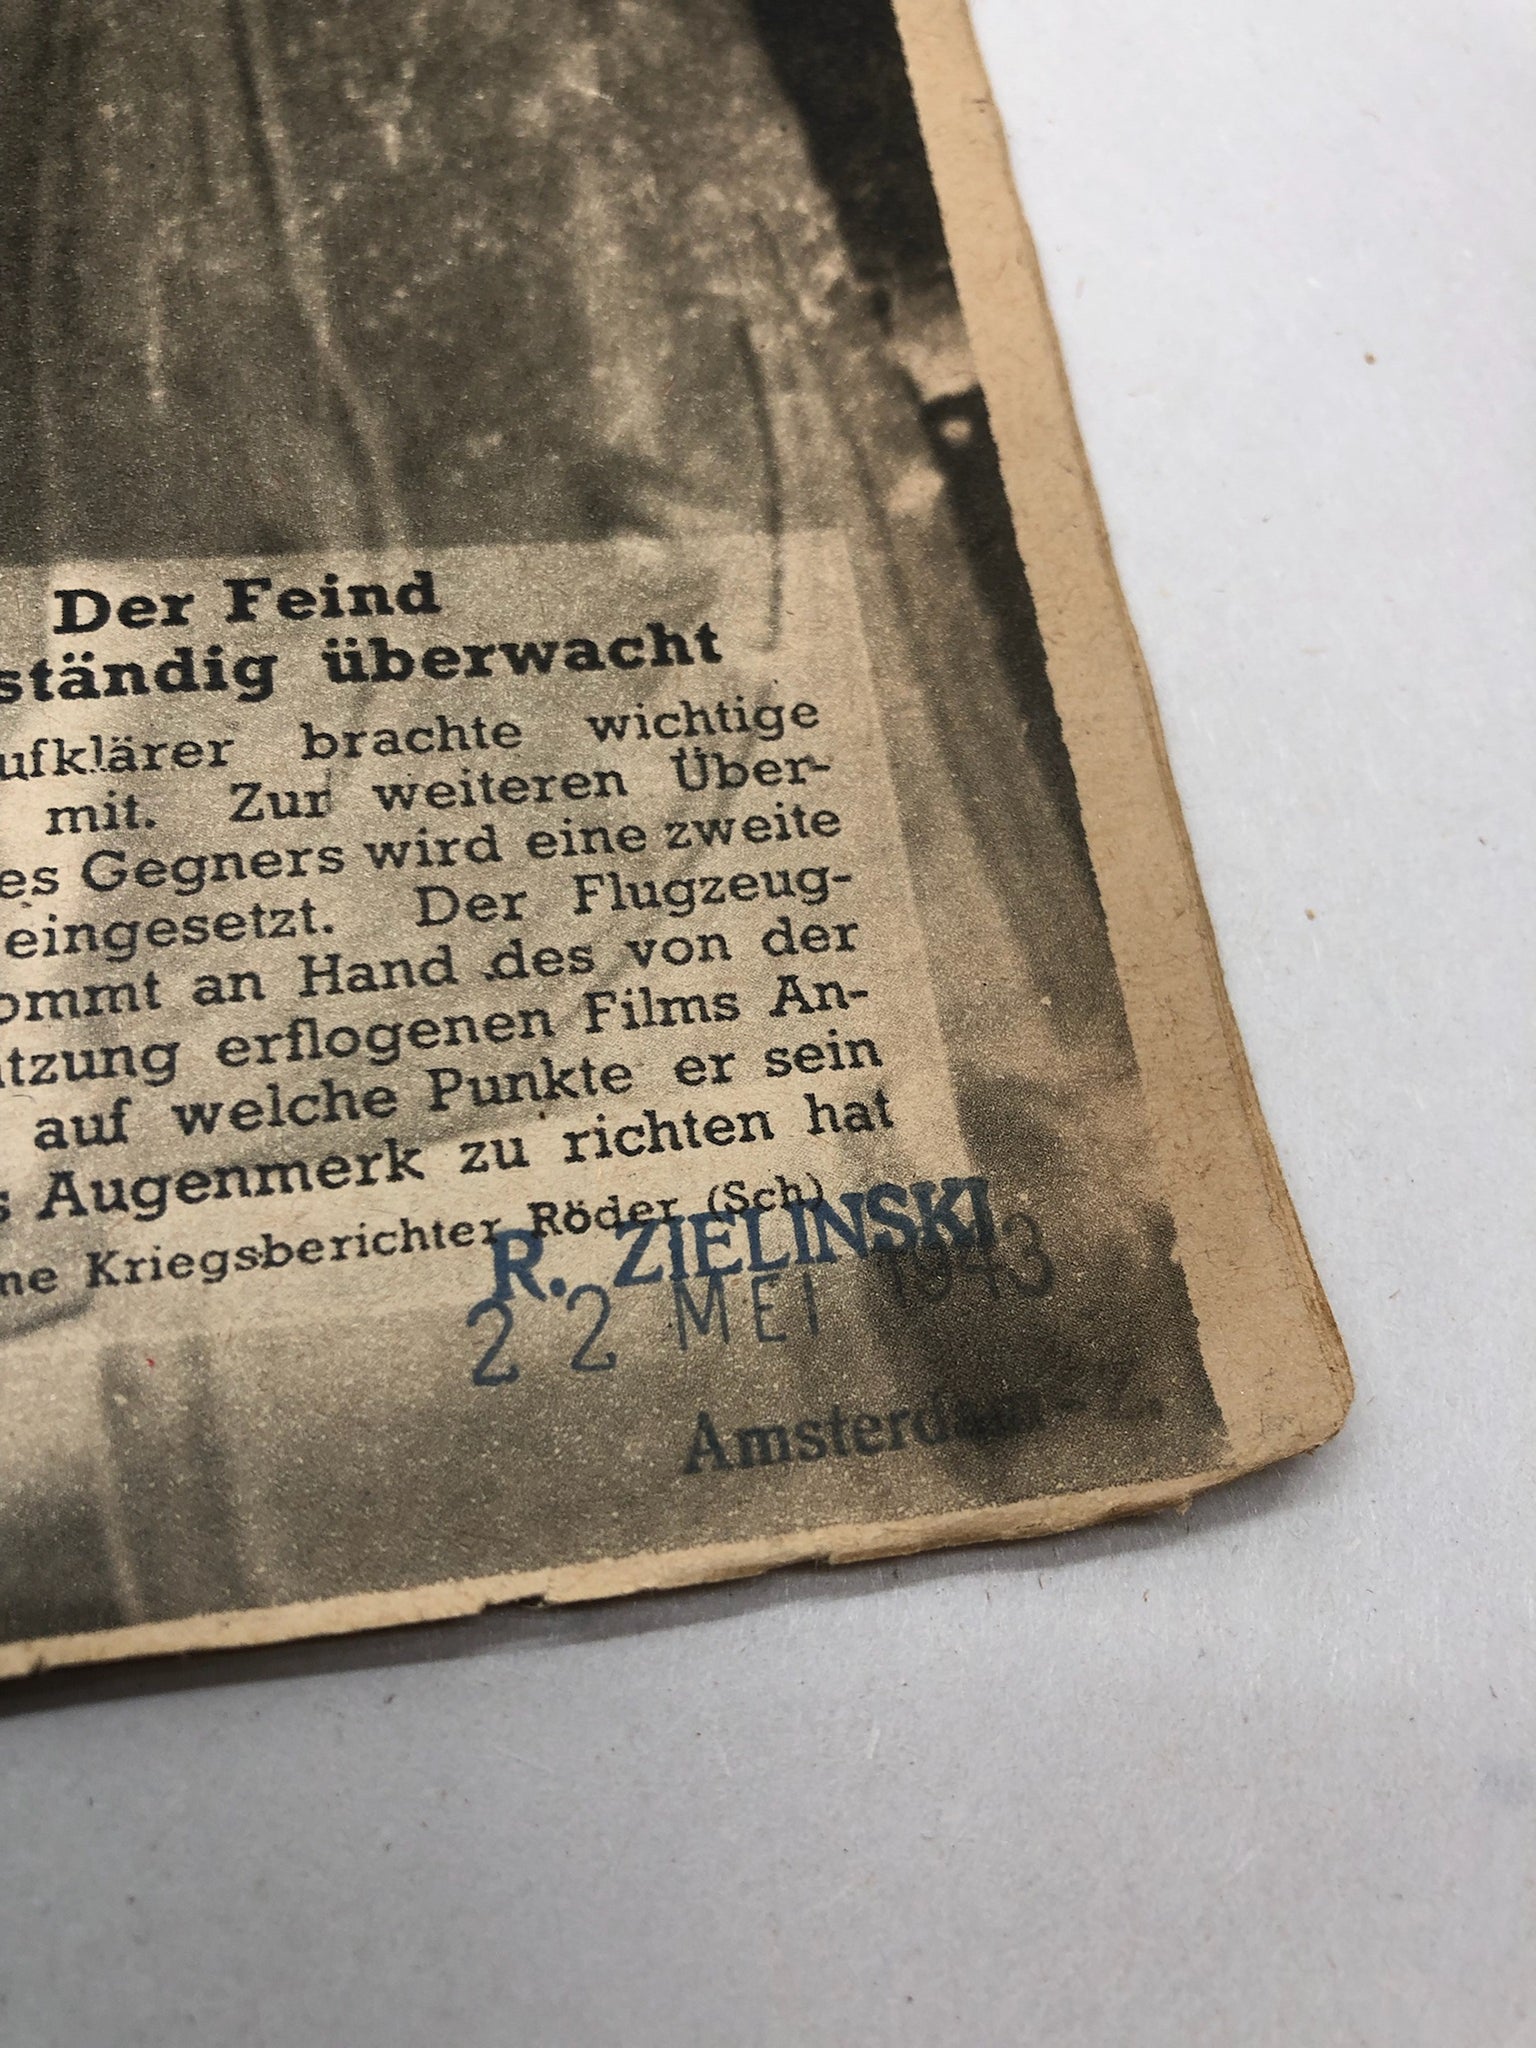 Der Feind
ständig überwacht
ufklärer brachte wichtige
mit. Zur weiteren Über-
es Gegners wird eine zweite
eingesetzt. Der Flugzeug-
ommt an Hand des von der
tzung erflogenen Films An-
auf welche Punkte er sein
s Augenmerk zu richten hat
me Kriegsberichter Röder (Sch)
R. ZIELINSKI
22 MEI 1943
Amsterdam - Z.